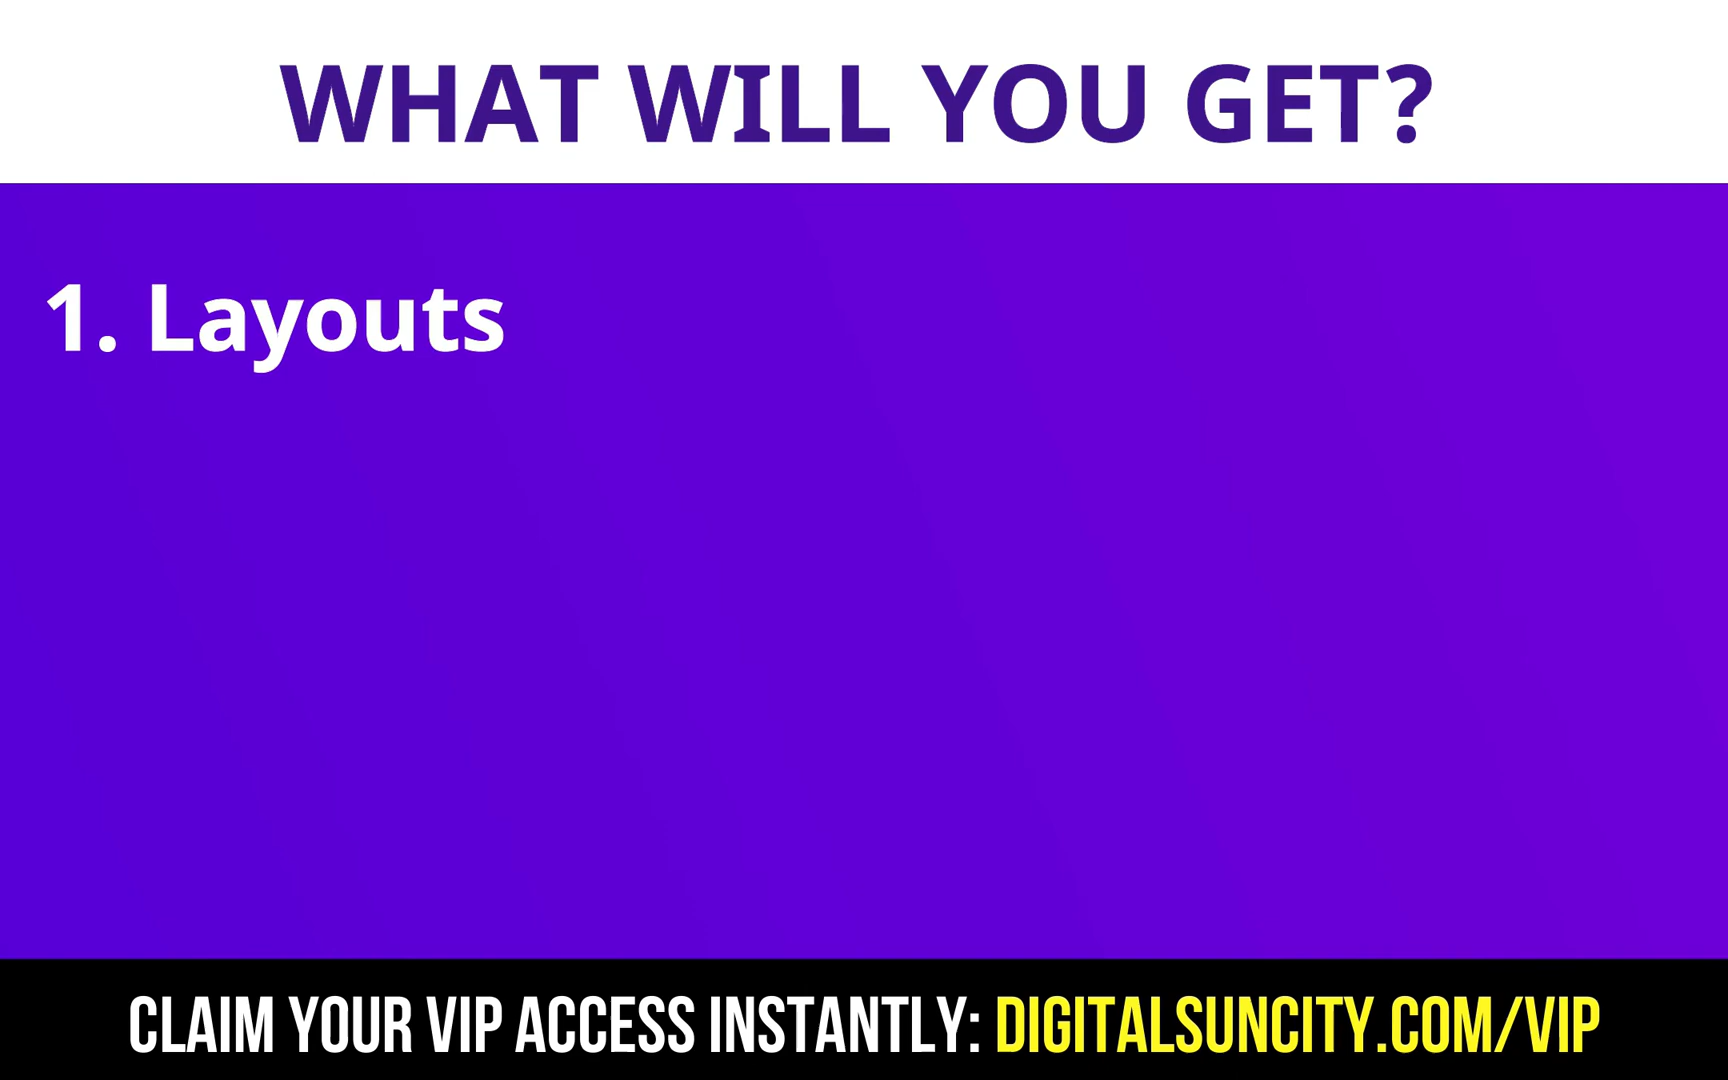 WHAT WILL YOU GET?
1. Layouts
CLAIM YOUR VIP ACCESS INSTANTLY: DIGITALSUNCITY.COM/VIP